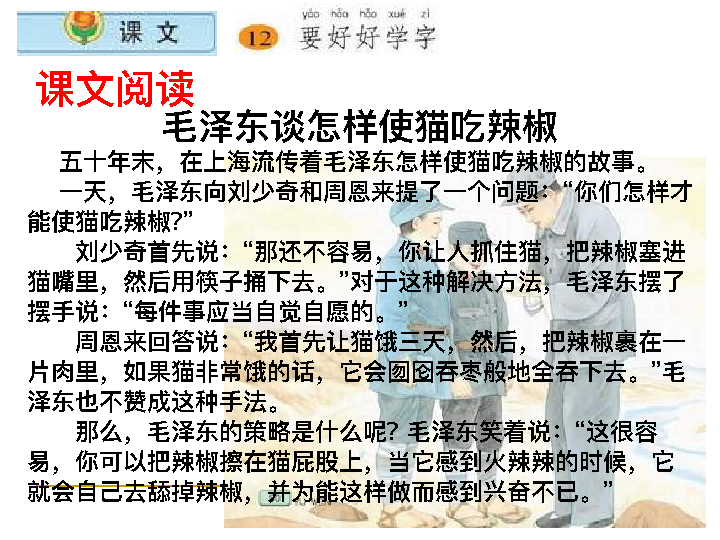 课 文
yào hǎo hǎo xué zì
12 要好好学字
课文阅读
毛泽东谈怎样使猫吃辣椒
五十年末，在上海流传着毛泽东怎样使猫吃辣椒的故事。
一天，毛泽东向刘少奇和周恩来提了一个问题：“你们怎样才
能使猫吃辣椒?”
刘少奇首先说：“那还不容易，你让人抓住猫，把辣椒塞进
猫嘴里，然后用筷子捅下去。”对于这种解决方法，毛泽东摆了
摆手说：“每件事应当自觉自愿的。”
周恩来回答说：“我首先让猫饿三天，然后，把辣椒裹在一
片肉里，如果猫非常饿的话，它会囫囵吞枣般地全吞下去。”毛
泽东也不赞成这种手法。
那么，毛泽东的策略是什么呢？毛泽东笑着说：“这很容
易，你可以把辣椒擦在猫屁股上，当它感到火辣辣的时候，它
就会自己去舔掉辣椒，并为能这样做而感到兴奋不已。”